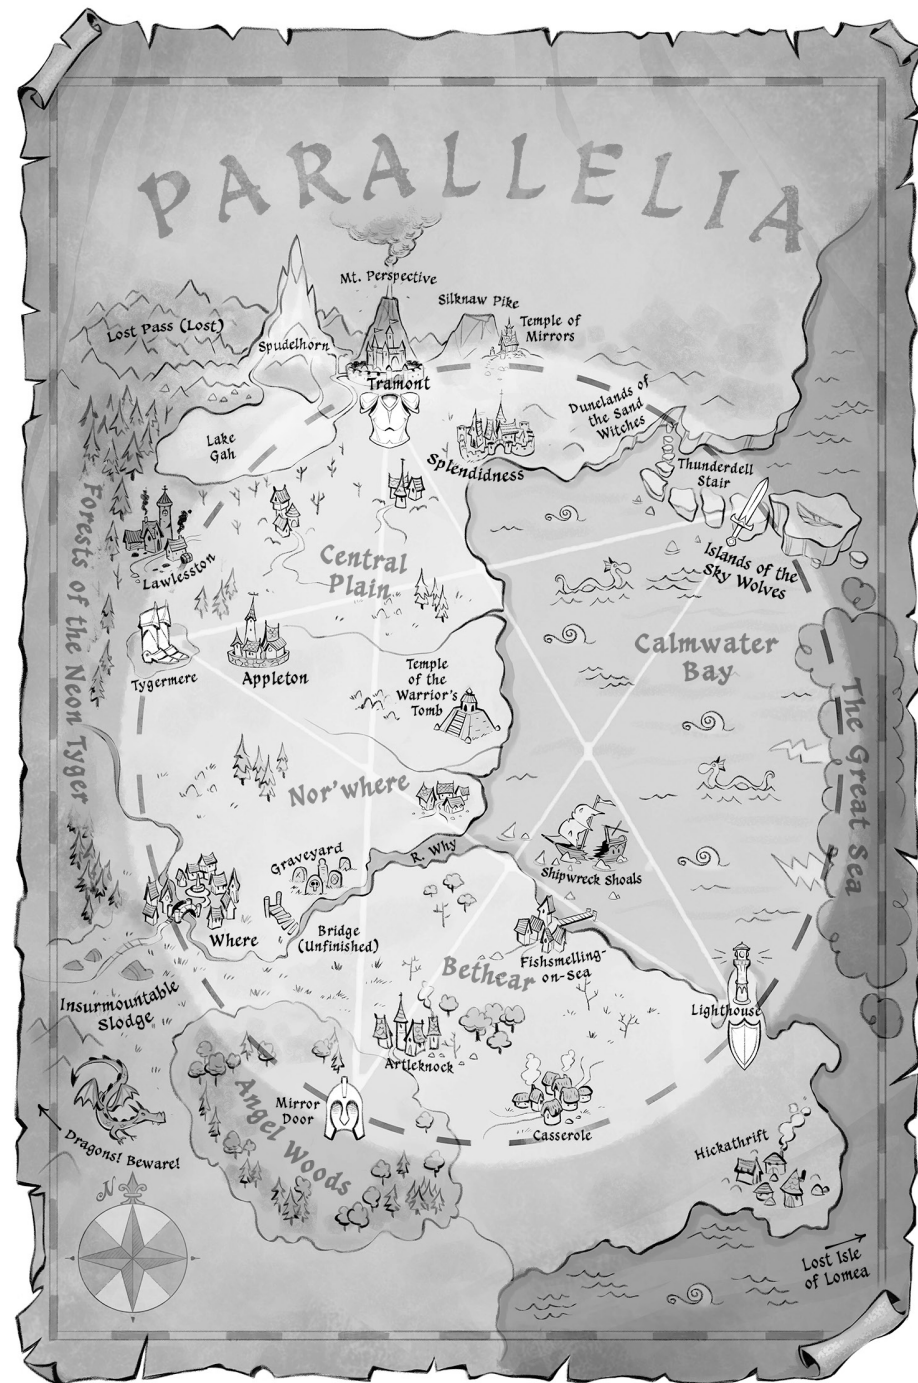 PARALLELIA
Mt. Perspective
Silknaw Pike
Temple of
Mirrors
Lost Pass (Lost)
Spudelhorn
Tramont
Dunelands of
the Sand
Witches
Lake
Gah
Splendidness
Thunderdell
Stair
Forests of the Neon Tyger
Lawlesston
Central
Plain
Islands of the
Sky Wolves
Calmwater
Bay
Tygermere
Appleton
Temple
of the
Warrior's
Tomb
The Great Sea
Nor'where
R. Why
Graveyard
Shipwreck Shoals
Where
Bridge
(Unfinished)
Bethear
Fishsmelling-
on-Sea
Insurmountable
Slodge
Lighthouse
Artleknock
Angel Woods
Mirror
Door
Casserole
Dragons! Beware!
Hickathrift
N
Lost Isle
of Lomea